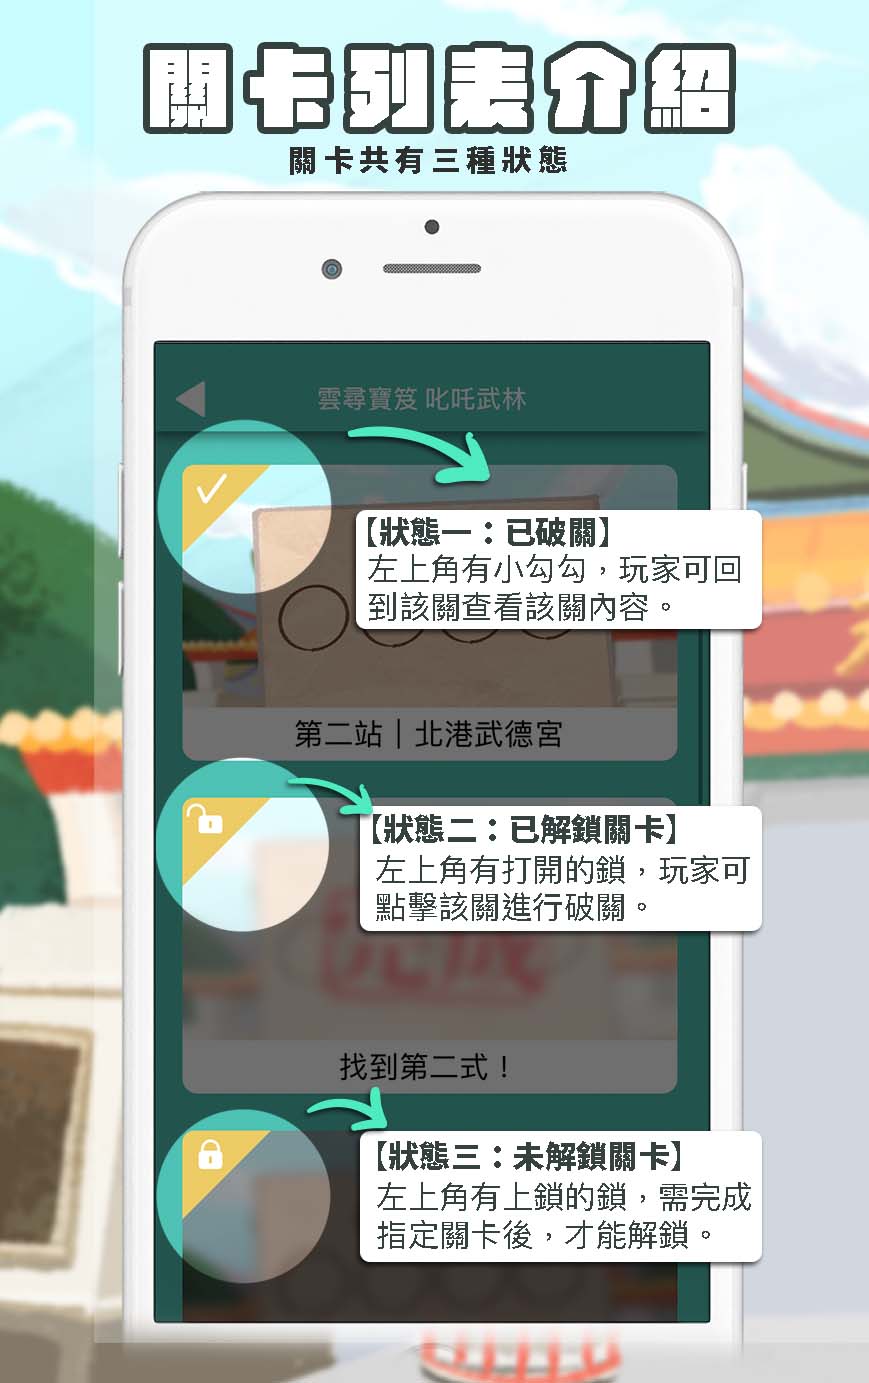 關卡列表介紹
關卡共有三種狀態
雲尋寶笈 叱吒武林
【狀態一：已破關】
左上角有小勾勾，玩家可回
到該關查看該關內容。
第二站｜北港武德宮
【狀態二：已解鎖關卡】
左上角有打開的鎖，玩家可
點擊該關進行破關。
完成
找到第二式！
【狀態三：未解鎖關卡】
左上角有上鎖的鎖，需完成
指定關卡後，才能解鎖。